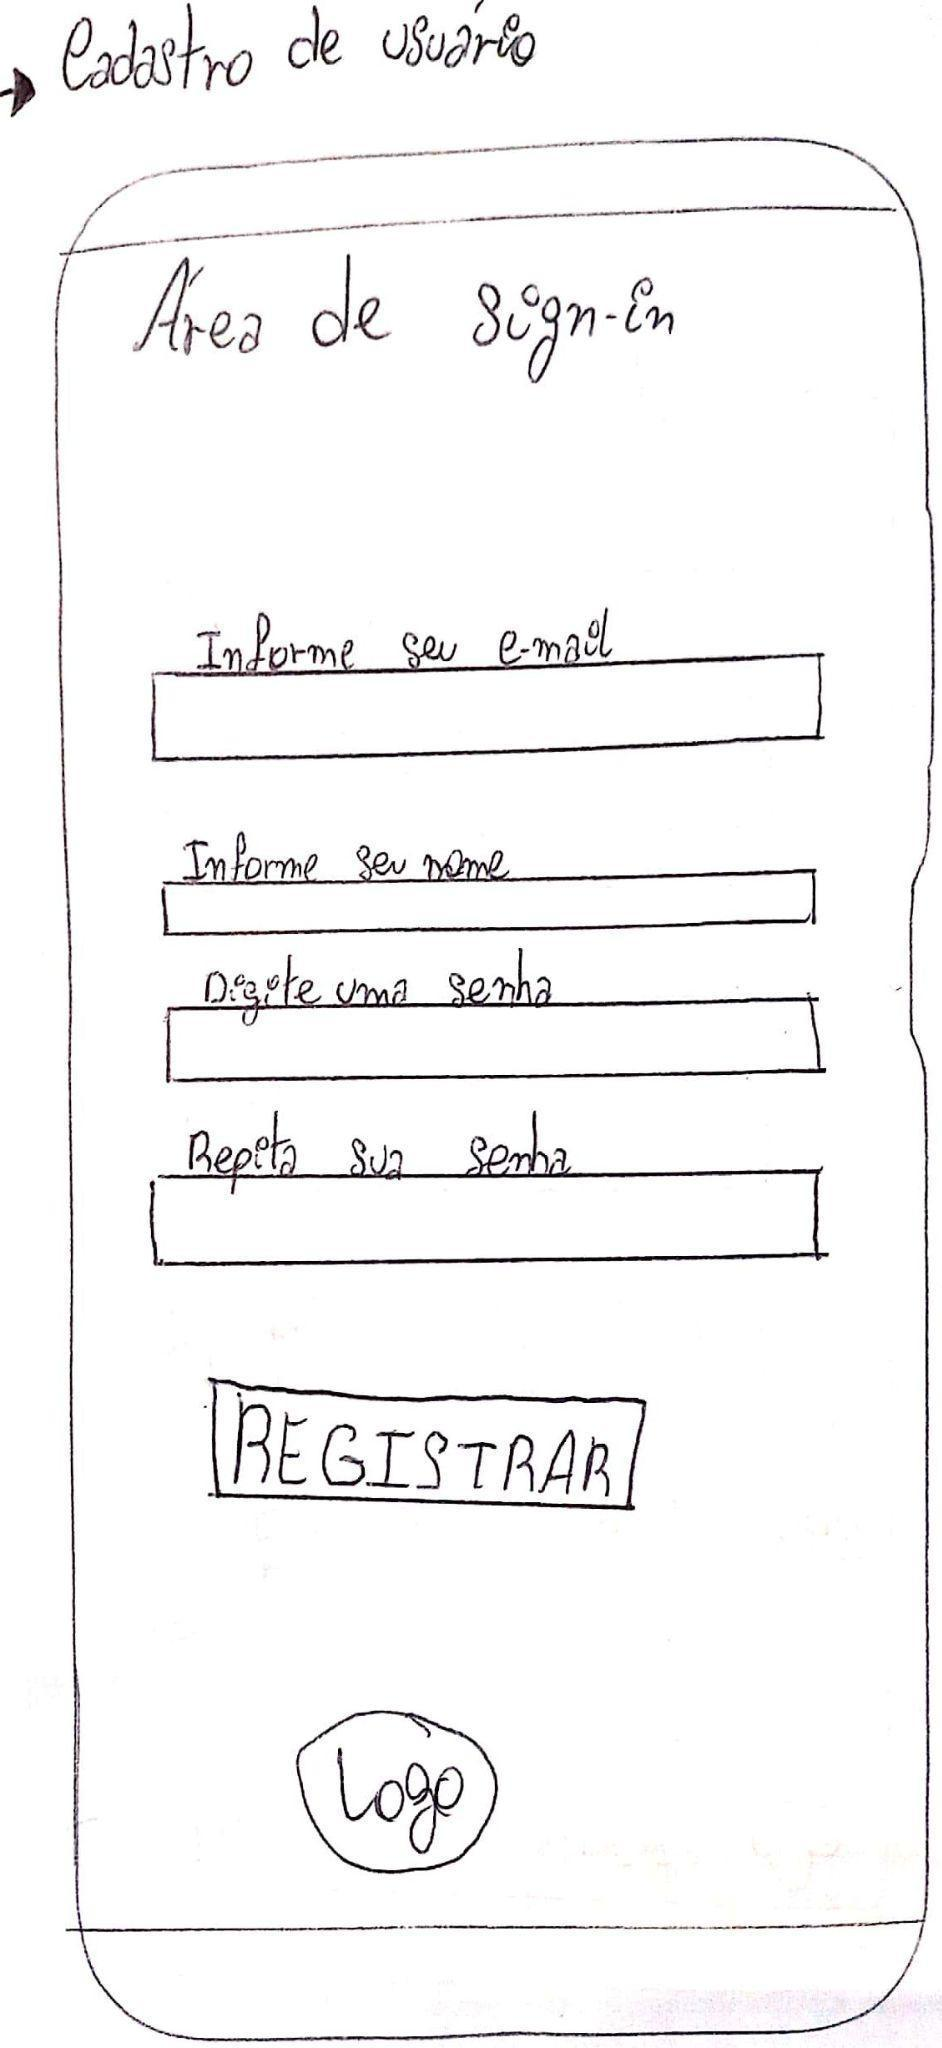 Cadastro de usuário
Área de sign-in
Informe seu e-mail
Informe seu nome
Digite uma senha
Repita sua senha
REGISTRAR
Logo